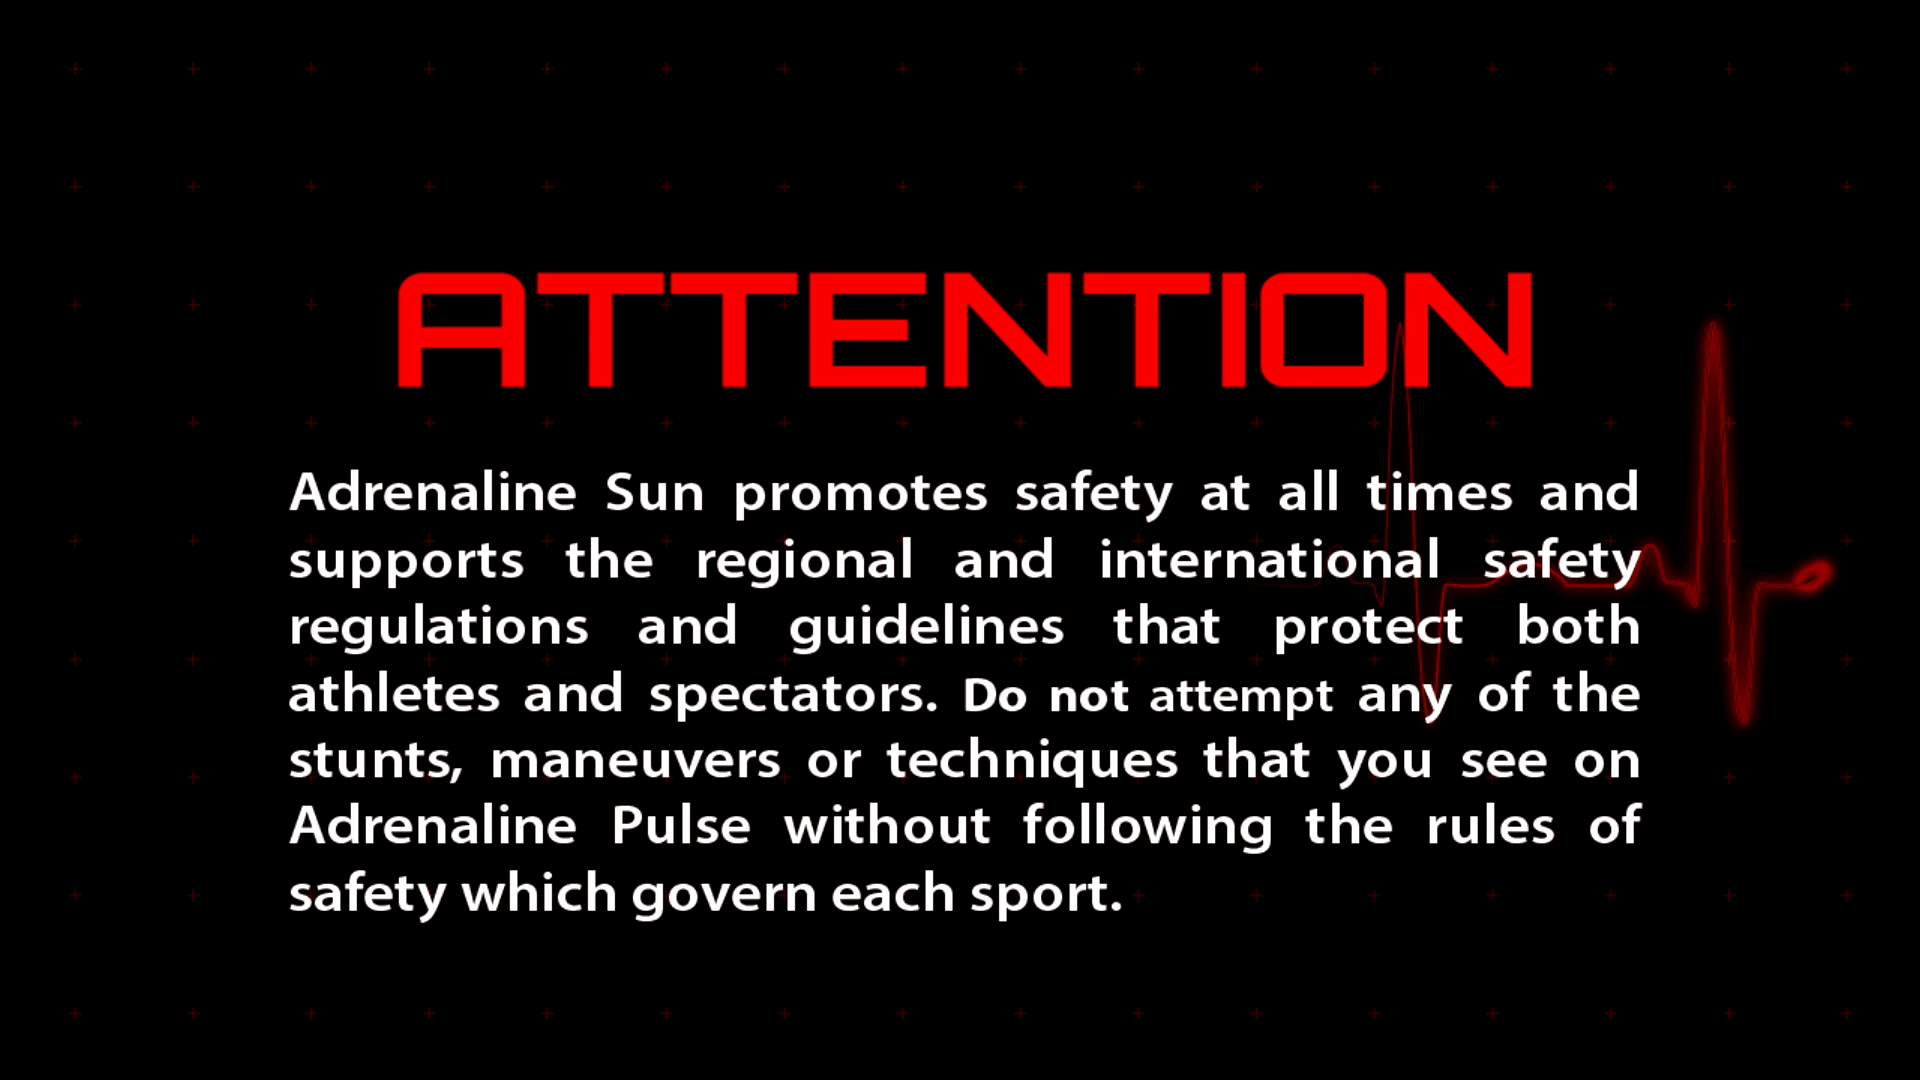 ATTENTION
Adrenaline Sun promotes safety at all times and
supports the regional and international safety
regulations and guidelines that protect both
athletes and spectators. Do not attempt any of the
stunts, maneuvers or techniques that you see on
Adrenaline Pulse without following the rules of
safety which govern each sport.